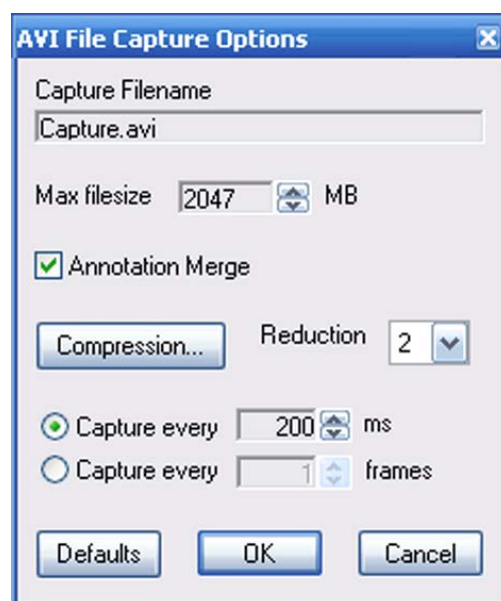 AVI File Capture Options
Capture Filename
Capture.avi
Max filesize 2047 MB
Annotation Merge
Compression... Reduction 2
Capture every 200 ms
Capture every 1 frames
Defaults OK Cancel